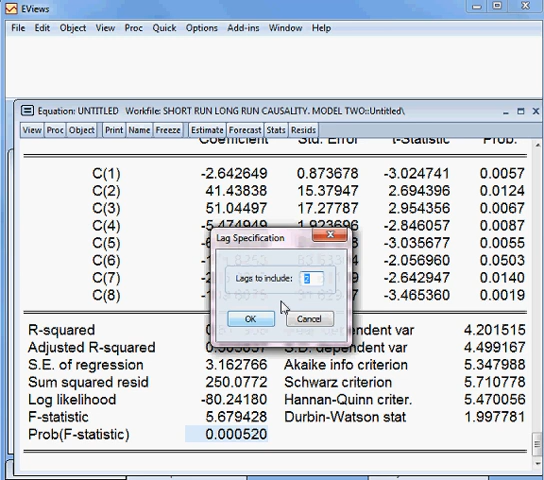 EViews
File Edit Object View Proc Quick Options Add-ins Window Help
Equation: UNTITLED Workfile: SHORT RUN LONG RUN CAUSALITY. MODEL TWO::Untitled\
View Proc Object Print Name Freeze Estimate Forecast Stats Resids
Coefficient Std. Error t-Statistic Prob.
C(1) -2.642649 0.873678 -3.024741 0.0057
C(2) 41.43838 15.37947 2.694396 0.0124
C(3) 51.04497 17.27787 2.954356 0.0067
C(4) -5.474949 1.923696 -2.846057 0.0087
C(5) -3.035677 0.0055
C(6) -2.056960 0.0503
C(7) -2.642947 0.0140
C(8) -3.465360 0.0019
Lag Specification
Lags to include: 2
OK Cancel
R-squared dependent var 4.201515
Adjusted R-squared S.D. dependent var 4.499167
S.E. of regression 3.162766 Akaike info criterion 5.347988
Sum squared resid 250.0772 Schwarz criterion 5.710778
Log likelihood -80.24180 Hannan-Quinn criter. 5.470056
F-statistic 5.679428 Durbin-Watson stat 1.997781
Prob(F-statistic) 0.000520